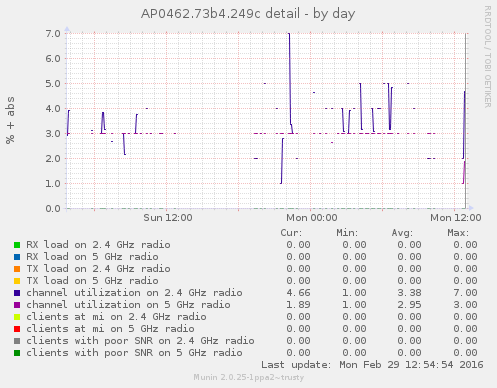 AP0462.73b4.249c detail - by day
RRDTOOL / TOBI OETIKER
% + abs
7.0
6.0
5.0
4.0
3.0
2.0
1.0
0.0
Sun 12:00 Mon 00:00 Mon 12:00
Cur: Min: Avg: Max:
RX load on 2.4 GHz radio 0.00 0.00 0.00 0.00
RX load on 5 GHz radio 0.00 0.00 0.00 0.00
TX load on 2.4 GHz radio 0.00 0.00 0.00 0.00
TX load on 5 GHz radio 0.00 0.00 0.00 0.00
channel utilization on 2.4 GHz radio 4.66 1.00 3.38 7.00
channel utilization on 5 GHz radio 1.89 1.00 2.95 3.00
clients at mi on 2.4 GHz radio 0.00 0.00 0.00 0.00
clients at mi on 5 GHz radio 0.00 0.00 0.00 0.00
clients with poor SNR on 2.4 GHz radio 0.00 0.00 0.00 0.00
clients with poor SNR on 5 GHz radio 0.00 0.00 0.00 0.00
Last update: Mon Feb 29 12:54:54 2016
Munin 2.0.25-1ppa2~trusty